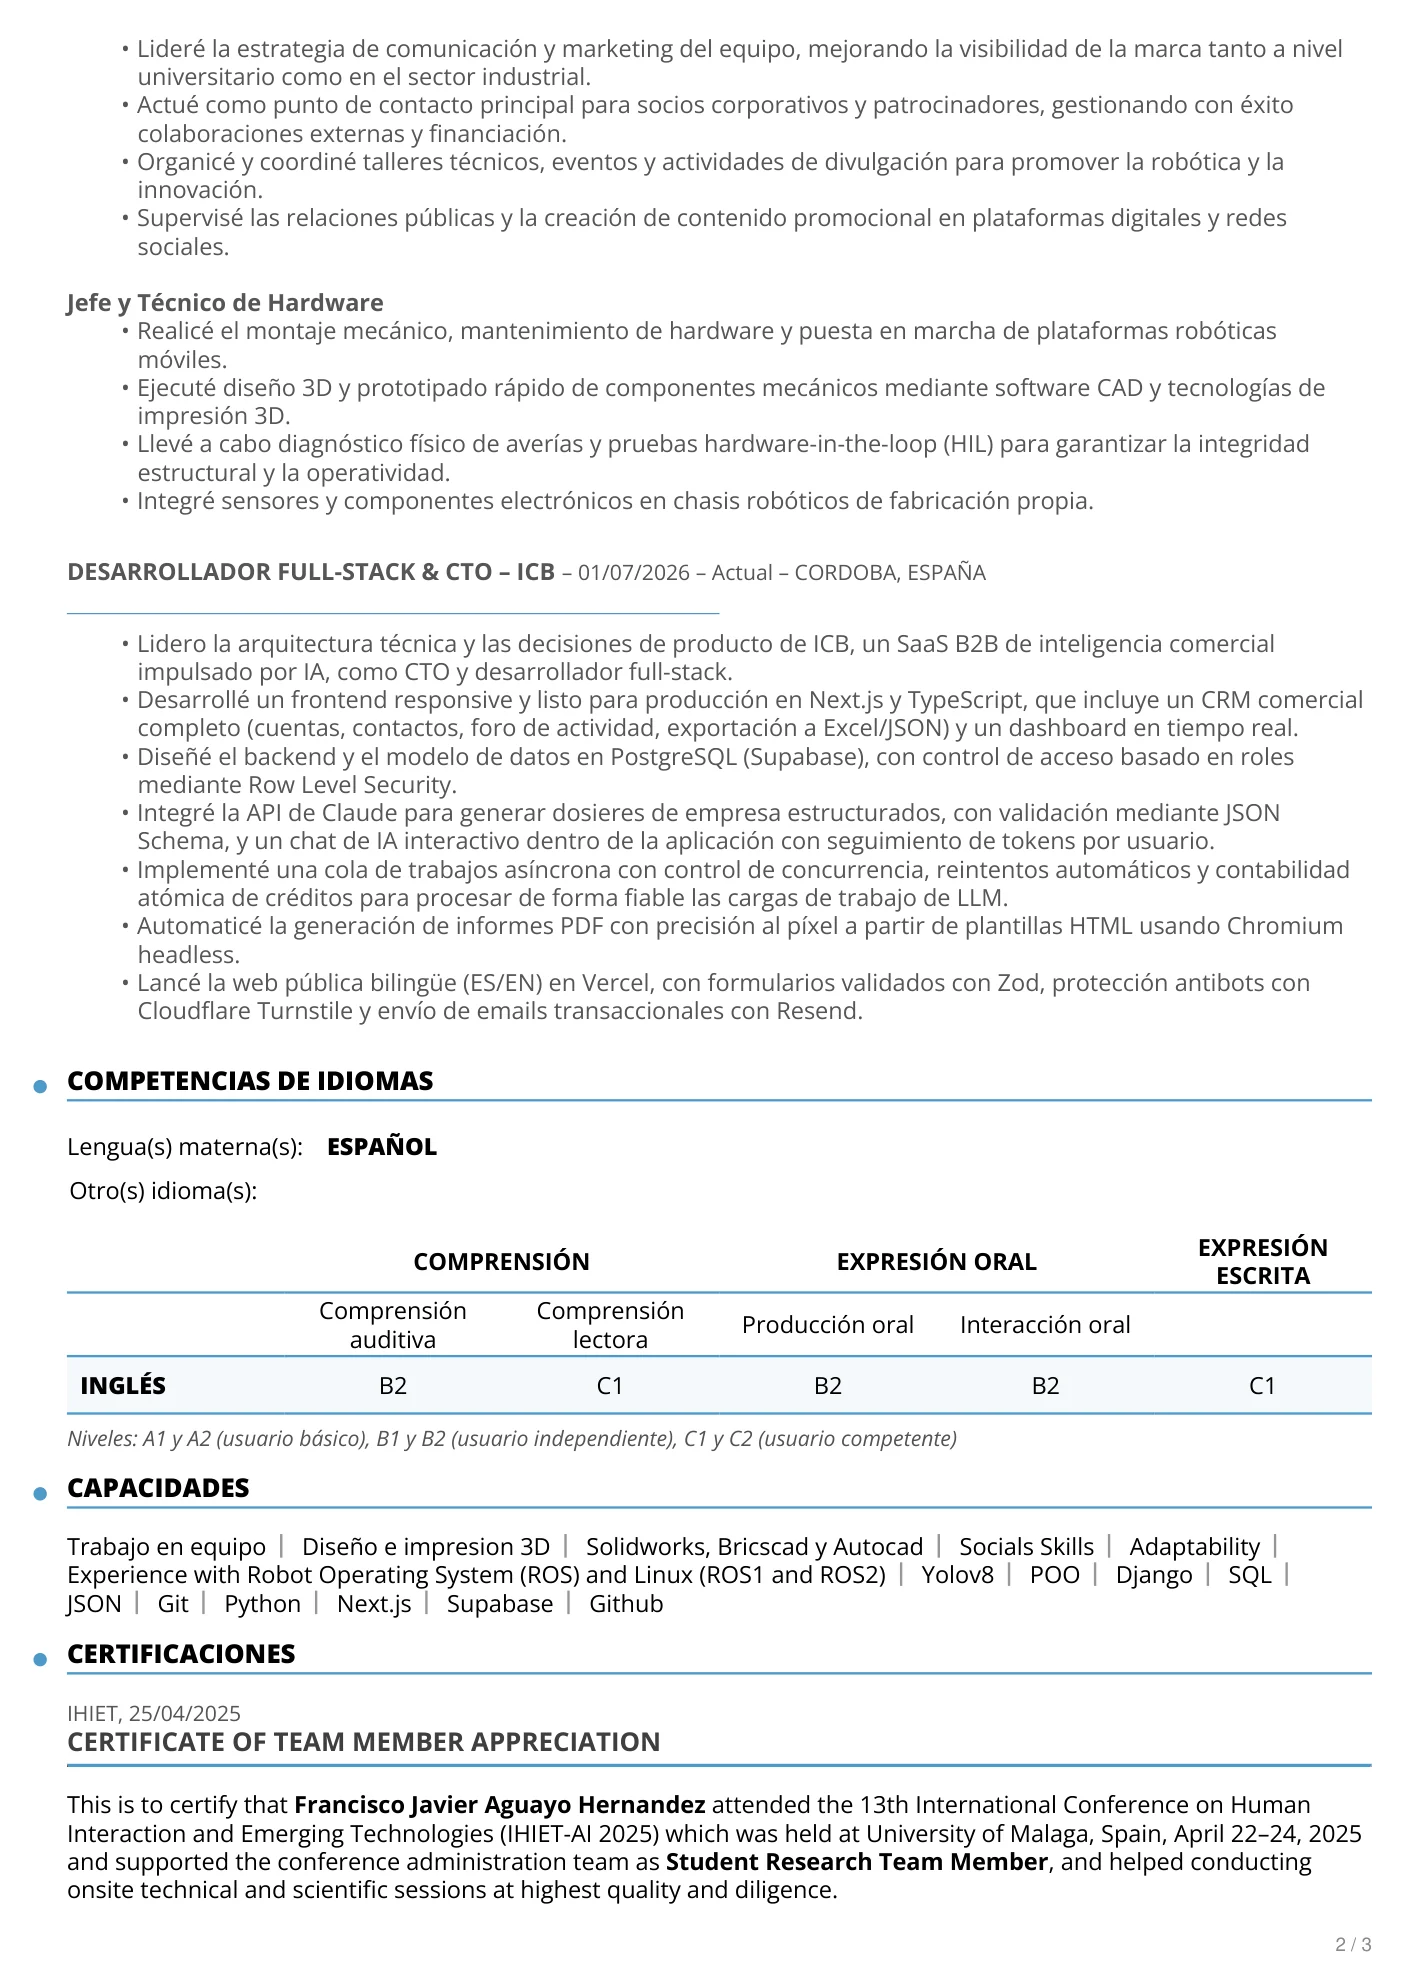 • Lideré la estrategia de comunicación y marketing del equipo, mejorando la visibilidad de la marca tanto a nivel
universitario como en el sector industrial.
• Actué como punto de contacto principal para socios corporativos y patrocinadores, gestionando con éxito
colaboraciones externas y financiación.
• Organicé y coordiné talleres técnicos, eventos y actividades de divulgación para promover la robótica y la
innovación.
• Supervisé las relaciones públicas y la creación de contenido promocional en plataformas digitales y redes
sociales.
Jefe y Técnico de Hardware
• Realicé el montaje mecánico, mantenimiento de hardware y puesta en marcha de plataformas robóticas
móviles.
• Ejecuté diseño 3D y prototipado rápido de componentes mecánicos mediante software CAD y tecnologías de
impresión 3D.
• Llevé a cabo diagnóstico físico de averías y pruebas hardware-in-the-loop (HIL) para garantizar la integridad
estructural y la operatividad.
• Integré sensores y componentes electrónicos en chasis robóticos de fabricación propia.
DESARROLLADOR FULL-STACK & CTO – ICB – 01/07/2026 – Actual – CORDOBA, ESPAÑA
• Lidero la arquitectura técnica y las decisiones de producto de ICB, un SaaS B2B de inteligencia comercial
impulsado por IA, como CTO y desarrollador full-stack.
• Desarrollé un frontend responsive y listo para producción en Next.js y TypeScript, que incluye un CRM comercial
completo (cuentas, contactos, foro de actividad, exportación a Excel/JSON) y un dashboard en tiempo real.
• Diseñé el backend y el modelo de datos en PostgreSQL (Supabase), con control de acceso basado en roles
mediante Row Level Security.
• Integré la API de Claude para generar dosieres de empresa estructurados, con validación mediante JSON
Schema, y un chat de IA interactivo dentro de la aplicación con seguimiento de tokens por usuario.
• Implementé una cola de trabajos asíncrona con control de concurrencia, reintentos automáticos y contabilidad
atómica de créditos para procesar de forma fiable las cargas de trabajo de LLM.
• Automaticé la generación de informes PDF con precisión al píxel a partir de plantillas HTML usando Chromium
headless.
• Lancé la web pública bilingüe (ES/EN) en Vercel, con formularios validados con Zod, protección antibots con
Cloudflare Turnstile y envío de emails transaccionales con Resend.
COMPETENCIAS DE IDIOMAS
Lengua(s) materna(s): ESPAÑOL
Otro(s) idioma(s):
COMPRENSIÓN EXPRESIÓN ORAL EXPRESIÓN
ESCRITA
Comprensión
auditiva
Comprensión
lectora
Producción oral Interacción oral
INGLÉS B2 C1 B2 B2 C1
Niveles: A1 y A2 (usuario básico), B1 y B2 (usuario independiente), C1 y C2 (usuario competente)
CAPACIDADES
Trabajo en equipo | Diseño e impresion 3D | Solidworks, Bricscad y Autocad | Socials Skills | Adaptability |
Experience with Robot Operating System (ROS) and Linux (ROS1 and ROS2) | Yolov8 | POO | Django | SQL |
JSON | Git | Python | Next.js | Supabase | Github
CERTIFICACIONES
IHIET, 25/04/2025
CERTIFICATE OF TEAM MEMBER APPRECIATION
This is to certify that Francisco Javier Aguayo Hernandez attended the 13th International Conference on Human
Interaction and Emerging Technologies (IHIET-AI 2025) which was held at University of Malaga, Spain, April 22–24, 2025
and supported the conference administration team as Student Research Team Member, and helped conducting
onsite technical and scientific sessions at highest quality and diligence.
2 / 3